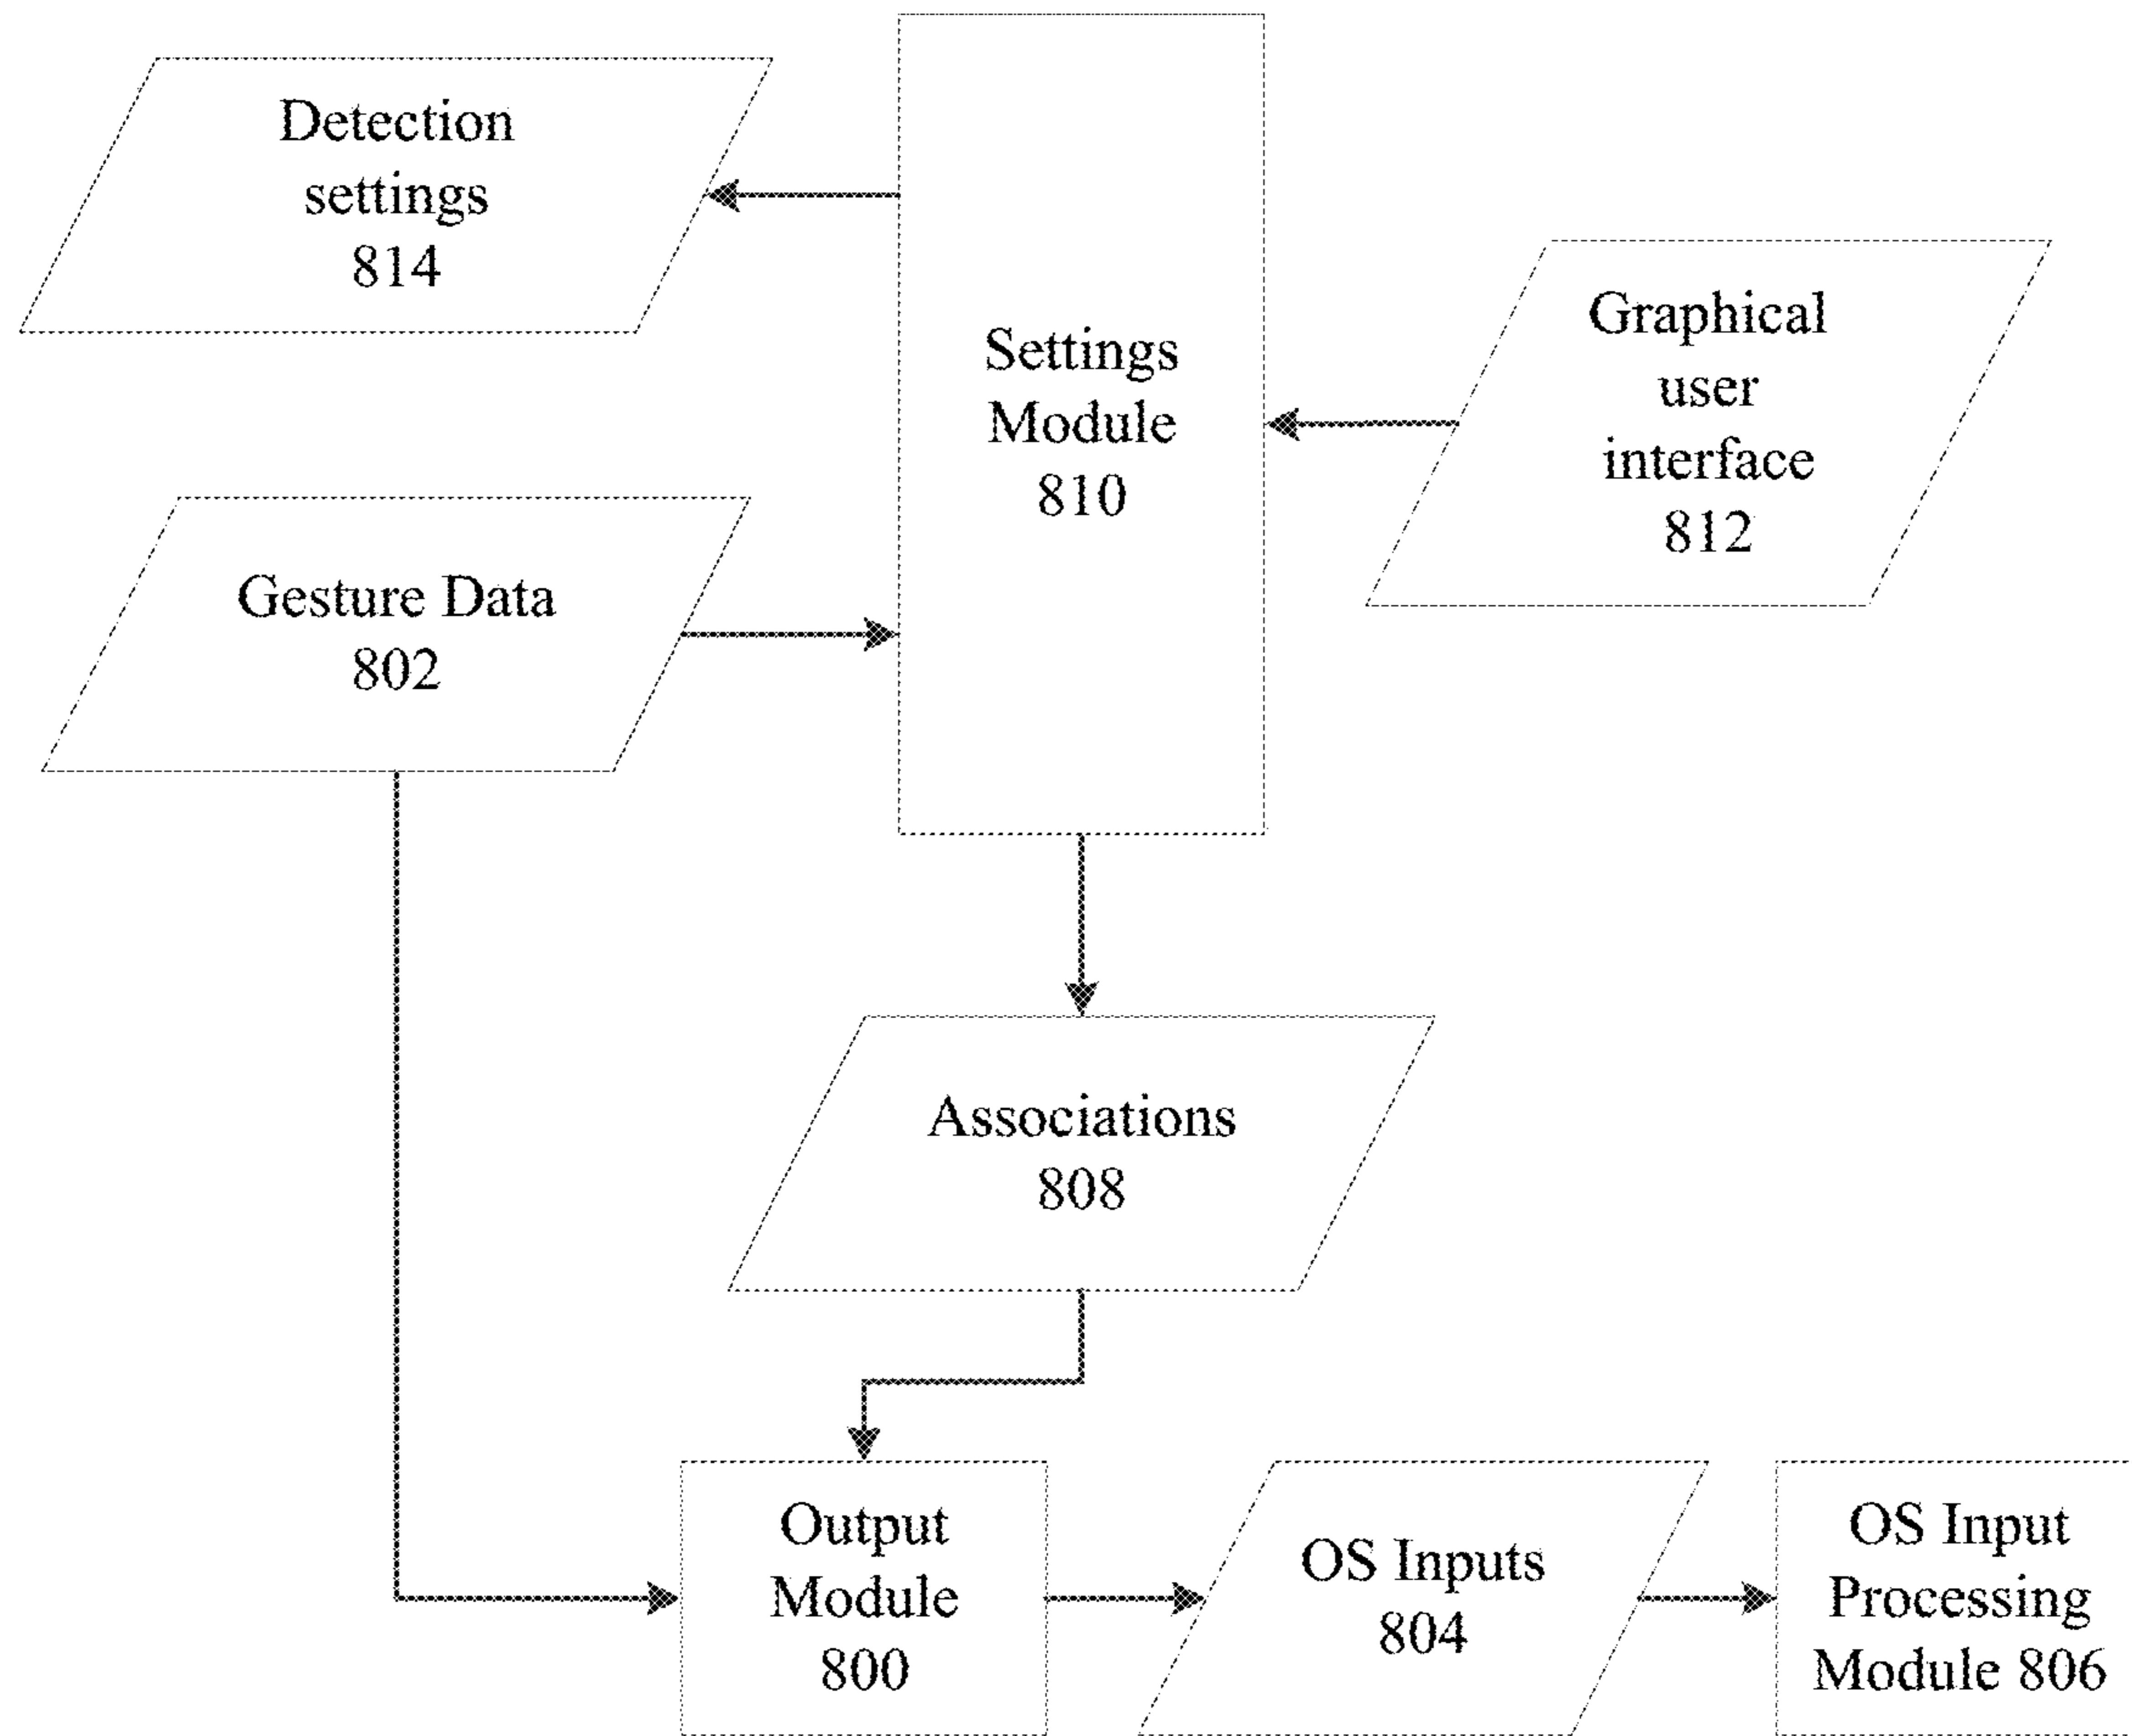 Detection
settings
814
Settings
Module
810
Graphical
user
interface
812
Gesture Data
802
Associations
808
Output
Module
800
OS Inputs
804
OS Input
Processing
Module 806